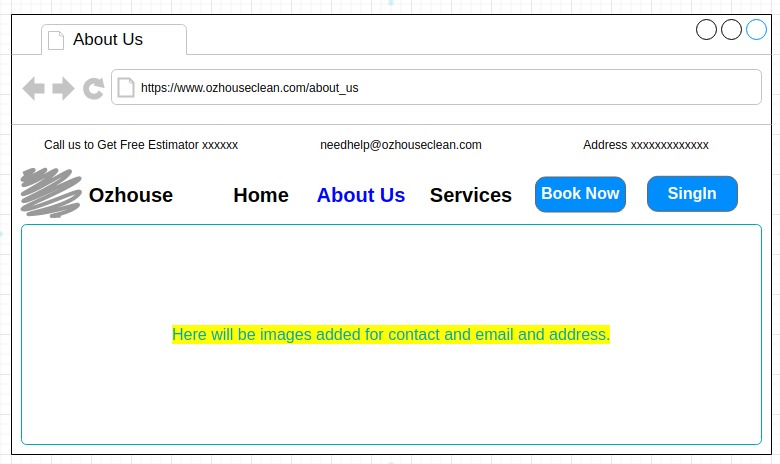 About Us
https://www.ozhouseclean.com/about_us
Call us to Get Free Estimator xxxxxx needhelp@ozhouseclean.com Address xxxxxxxxxxxxx
Ozhouse Home About Us Services Book Now SingIn
Here will be images added for contact and email and address.